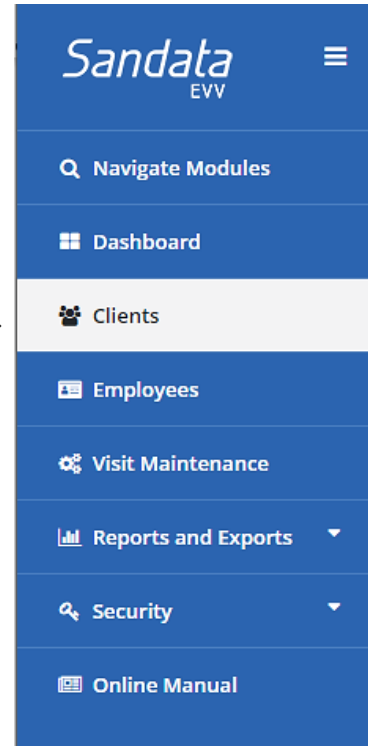 Sandata
EVV
Navigate Modules
Dashboard
Clients
Employees
Visit Maintenance
Reports and Exports
Security
Online Manual